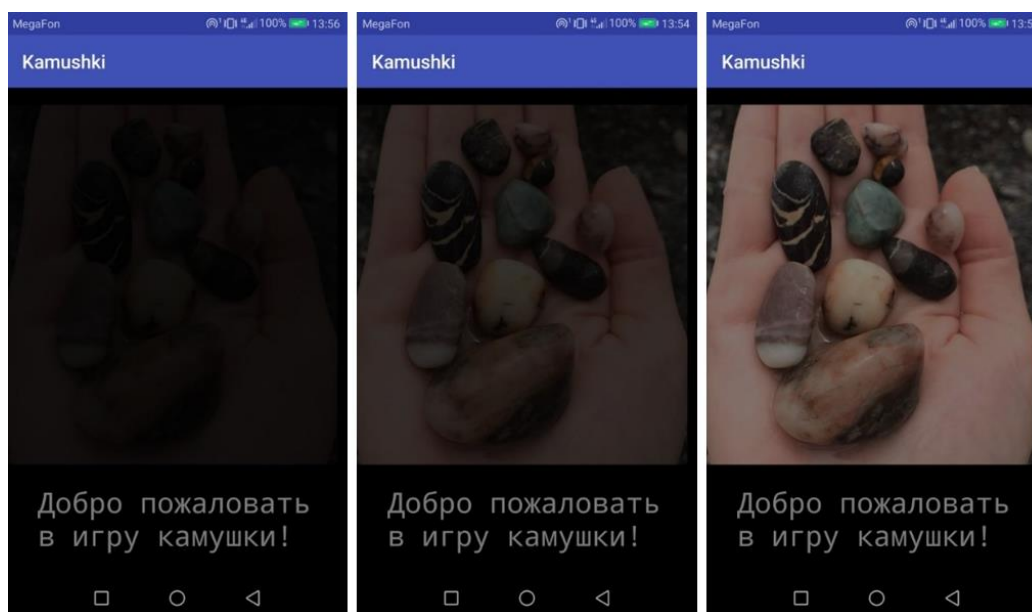 MegaFon 100% 13:56
Kamushki
Добро пожаловать
в игру камушки!
MegaFon 100% 13:54
Kamushki
Добро пожаловать
в игру камушки!
MegaFon 100%
Kamushki
Добро пожаловать
в игру камушки!